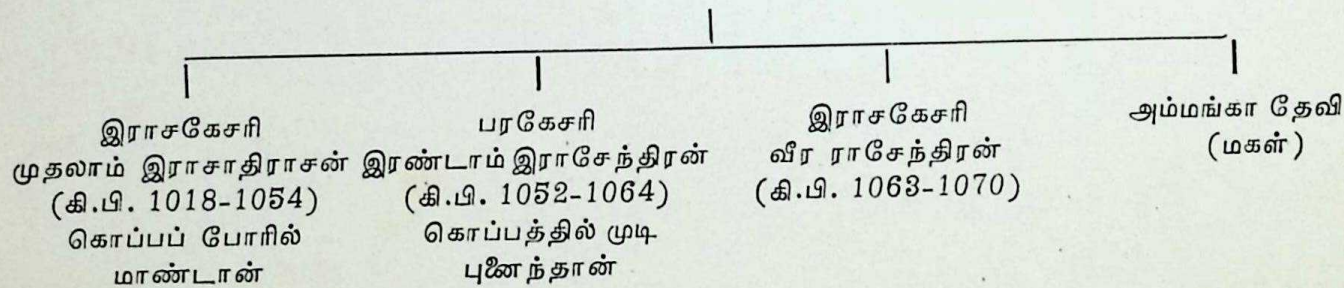 இராசகேசரி
முதலாம் இராசாதிராசன்
(கி.பி. 1018-1054)
கொப்பப் போரில்
மாண்டான்
பரகேசரி
இரண்டாம் இராசேந்திரன்
(கி.பி. 1052-1064)
கொப்பத்தில் முடி
புனைந்தான்
இராசகேசரி
வீர ராசேந்திரன்
(கி.பி. 1063-1070)
அம்மங்கா தேவி
(மகள்)